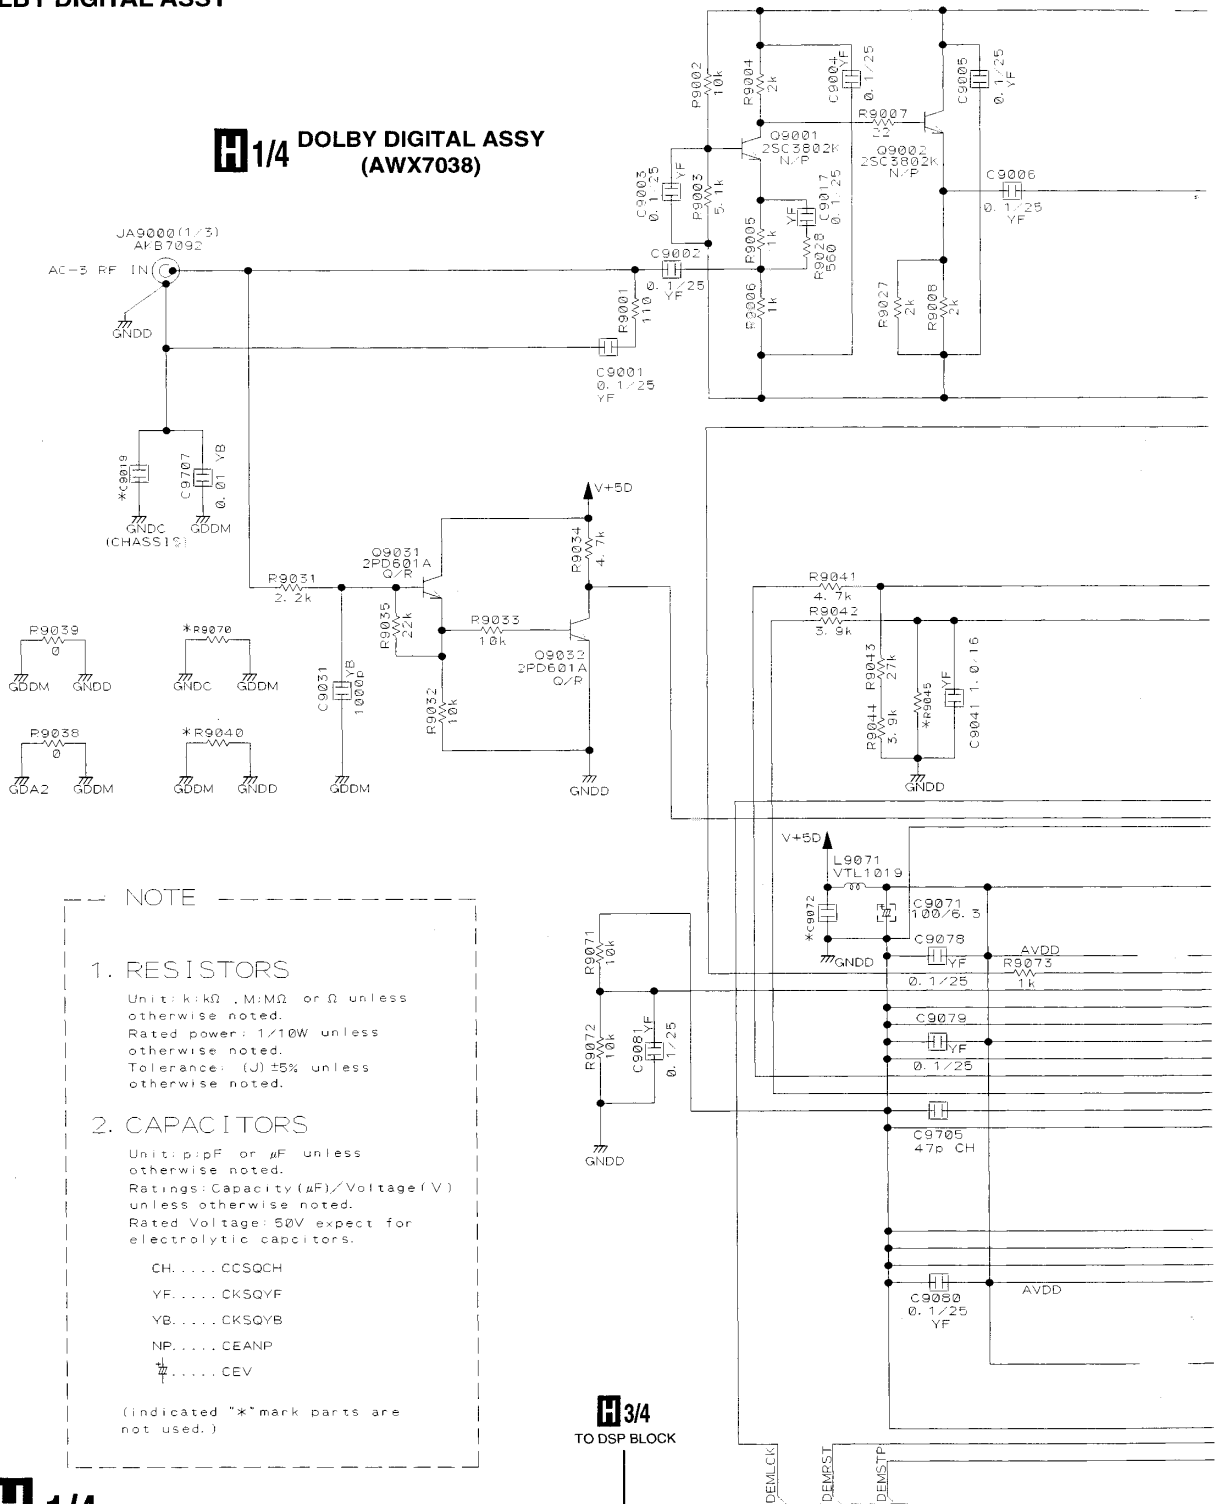 LBY DIGITAL ASSY
H 1/4 DOLBY DIGITAL ASSY
(AWX7038)
R9002
10k
R9004
2k
C9004 YF
0.1/25
C9005
0.1/25
YF
R9007
22
Q9001
2SC3802K
N/P
Q9002
2SC3802K
N/P
C9003 YF
0.1/25
R9003
5.1k
C9017
YF 0.1/25
C9006
0.1/25
YF
JA9000(1/3)
AKB7092
AC-3 RF IN
GNDD
C9002
0.1/25
YF
R9005
1k
R9028
560
R9001
110
R9006
1k
R9027
2k
R9008
2k
C9001
0.1/25
YF
*C9019
C9707
0.01 YB
GNDC
(CHASSIS)
GDDM
V+5D
Q9031
2PD601A
Q/R
R9034
4.7k
R9031
2.2k
R9035
22k
R9033
10k
Q9032
2PD601A
Q/R
C9031 YB
1000p
R9032
10k
R9041
4.7k
R9042
3.9k
R9043
27k
R9044
3.9k
*R9045
YF
C9041 1.0/16
R9039
0
GDDM GNDD
*R9070
GNDC GDDM
R9038
0
GDA2 GDDM
*R9040
GDDM GNDD
GDDM
GNDD
GNDD
V+5D
L9071
VTL1019
*C9072
C9071
100/6.3
GNDD
C9078
YF
0.1/25
AVDD
R9073
1k
C9079
YF
0.1/25
R9071
10k
R9072
10k
C9081 YF
0.1/25
GNDD
C9705
47p CH
C9080
0.1/25
YF
AVDD
NOTE
1. RESISTORS
Unit:k:kΩ ,M:MΩ or Ω unless
otherwise noted.
Rated power: 1/10W unless
otherwise noted.
Tolerance: (J)±5% unless
otherwise noted.
2. CAPACITORS
Unit:p:pF or μF unless
otherwise noted.
Ratings:Capacity(μF)/Voltage(V)
unless otherwise noted.
Rated Voltage:50V expect for
electrolytic capcitors.
CH.....CCSQCH
YF.....CKSQYF
YB.....CKSQYB
NP.....CEANP
.....CEV
(indicated "*"mark parts are
not used.)
H 3/4
TO DSP BLOCK
DEMLCK
DEMRST
DEMSTP
H 1/4